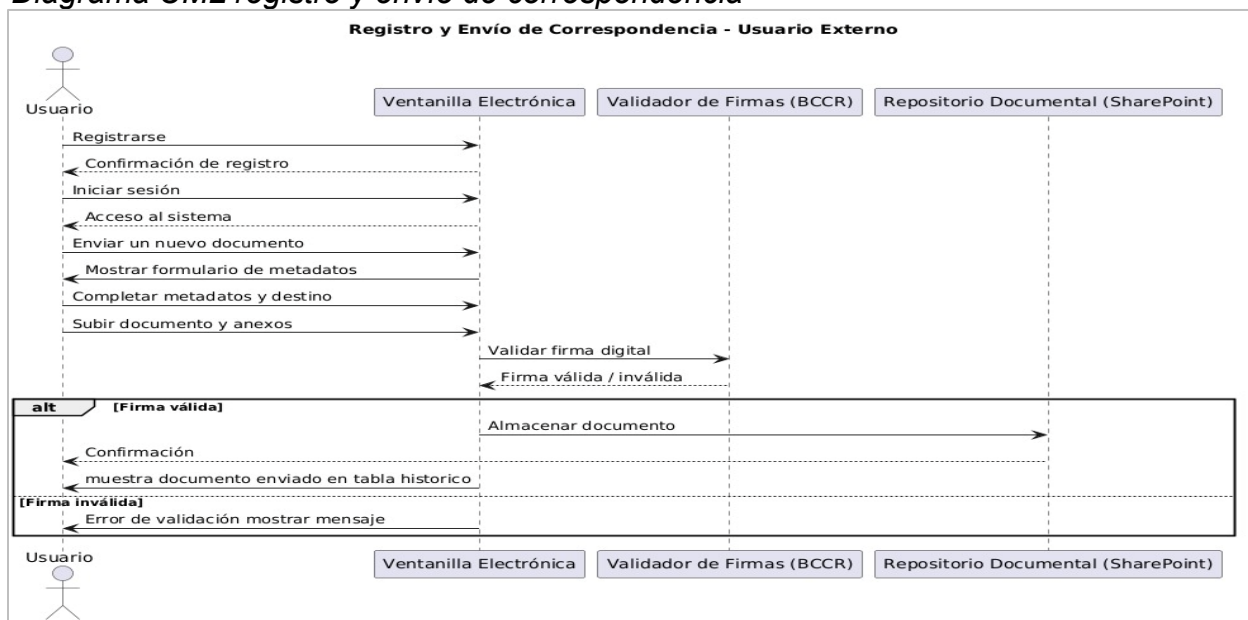 Diagrama UML registro y envío de correspondencia
Registro y Envío de Correspondencia - Usuario Externo
Usuario
Ventanilla Electrónica
Validador de Firmas (BCCR)
Repositorio Documental (SharePoint)
Registrarse
Confirmación de registro
Iniciar sesión
Acceso al sistema
Enviar un nuevo documento
Mostrar formulario de metadatos
Completar metadatos y destino
Subir documento y anexos
Validar firma digital
Firma válida / inválida
alt [Firma válida]
Almacenar documento
Confirmación
muestra documento enviado en tabla historico
[Firma inválida]
Error de validación mostrar mensaje
Usuario
Ventanilla Electrónica
Validador de Firmas (BCCR)
Repositorio Documental (SharePoint)